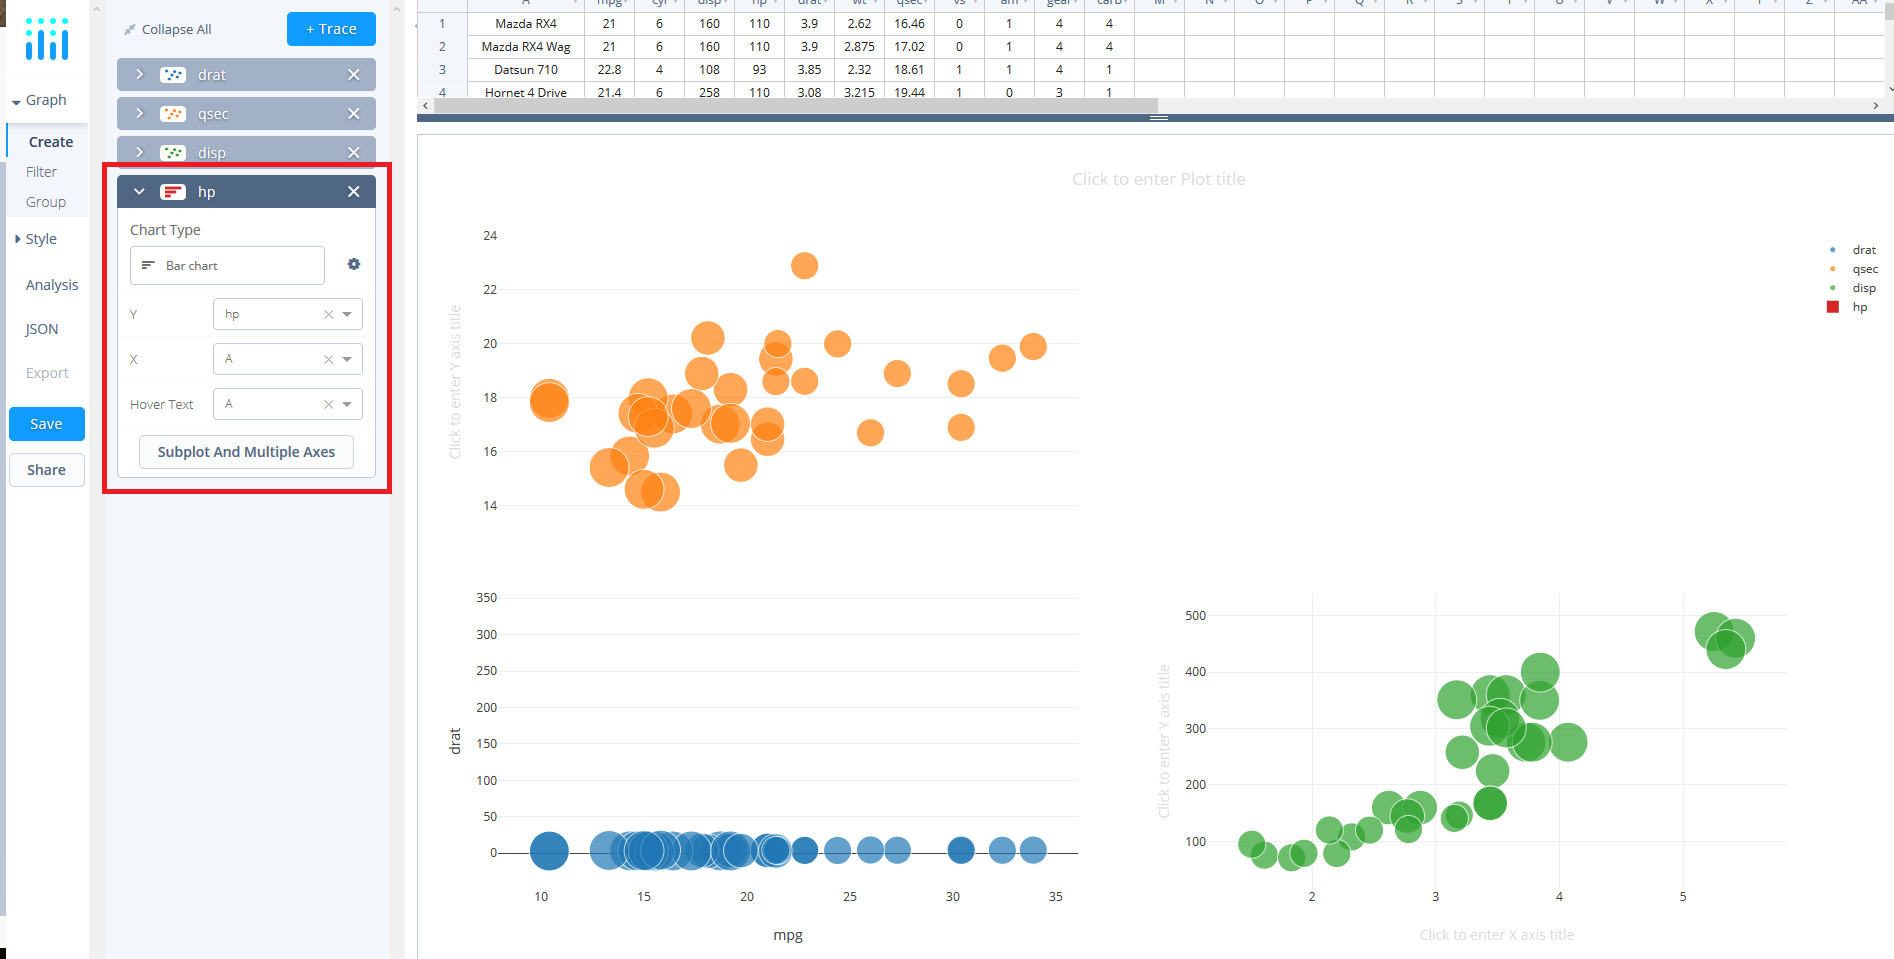 Collapse All
+ Trace
drat
qsec
disp
hp
Chart Type
Bar chart
Y hp
X A
Hover Text A
Subplot And Multiple Axes
Graph
Create
Filter
Group
Style
Analysis
JSON
Export
Save
Share
A mpg cyl disp hp drat wt qsec vs am gear carb M N O P Q R S T U V W X Y Z AA
1 Mazda RX4 21 6 160 110 3.9 2.62 16.46 0 1 4 4
2 Mazda RX4 Wag 21 6 160 110 3.9 2.875 17.02 0 1 4 4
3 Datsun 710 22.8 4 108 93 3.85 2.32 18.61 1 1 4 1
4 Hornet 4 Drive 21.4 6 258 110 3.08 3.215 19.44 1 0 3 1
Click to enter Plot title
24
22
20
18
16
14
Click to enter Y axis title
drat
qsec
disp
hp
350
300
250
200
150
100
50
0
drat
10 15 20 25 30 35
mpg
500
400
300
200
100
Click to enter Y axis title
2 3 4 5
Click to enter X axis title